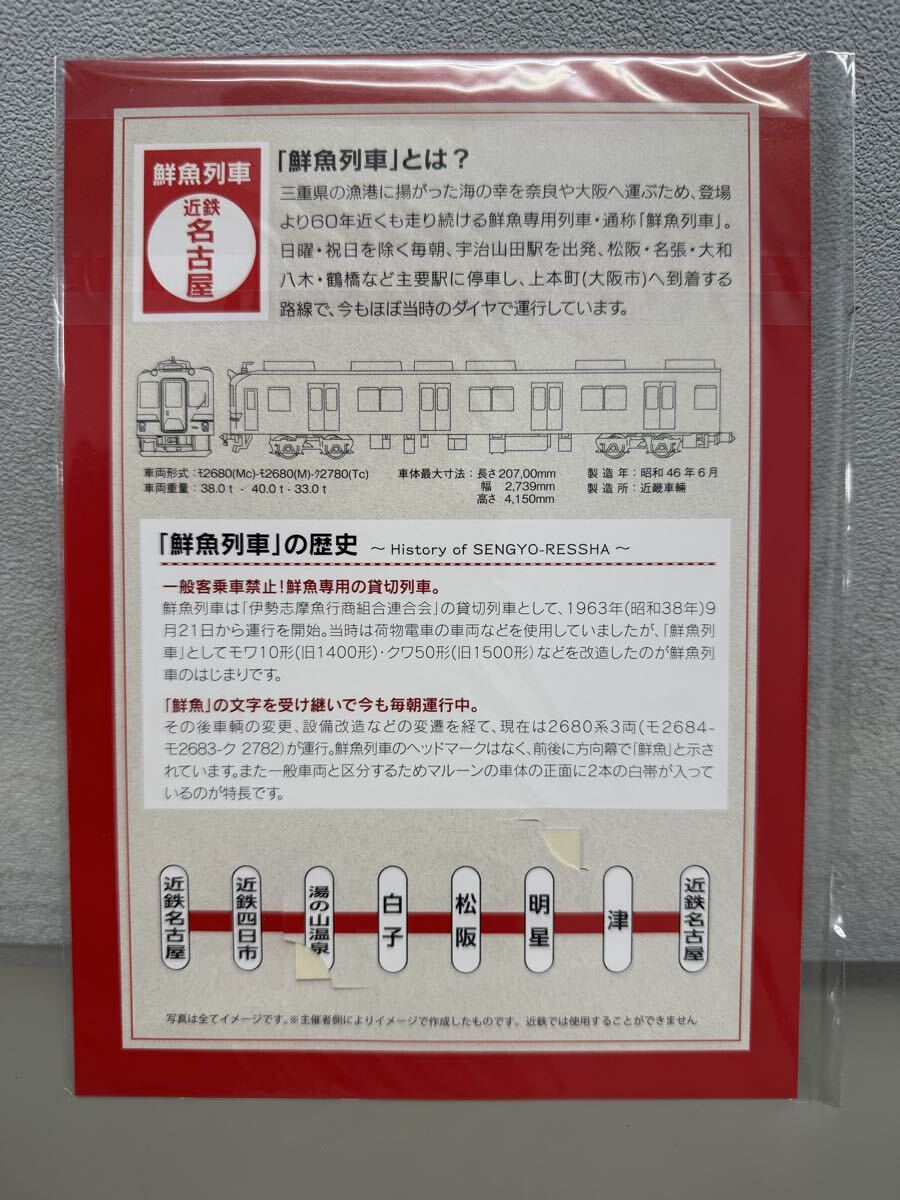 鮮魚列車
近鉄
名古屋
「鮮魚列車」とは？
三重県の漁港に揚がった海の幸を奈良や大阪へ運ぶため、登場
より60年近くも走り続ける鮮魚専用列車・通称「鮮魚列車」。
日曜・祝日を除く毎朝、宇治山田駅を出発、松阪・名張・大和
八木・鶴橋など主要駅に停車し、上本町(大阪市)へ到着する
路線で、今もほぼ当時のダイヤで運行しています。
車両形式：ﾓ2680(Mc)-ﾓ2680(M)-ｸ2780(Tc)
車両重量：38.0ｔ - 40.0ｔ- 33.0ｔ
車体最大寸法：長さ 207,00mm
幅 2,739mm
高さ 4,150mm
製造年：昭和46年6月
製造所：近畿車輛
「鮮魚列車」の歴史 ～ History of SENGYO-RESSHA ～
一般客乗車禁止！鮮魚専用の貸切列車。
鮮魚列車は「伊勢志摩魚行商組合連合会」の貸切列車として、1963年(昭和38年)9
月21日から運行を開始。当時は荷物電車の車両などを使用していましたが、「鮮魚列
車」としてモワ10形(旧1400形)・クワ50形(旧1500形)などを改造したのが鮮魚列
車のはじまりです。
「鮮魚」の文字を受け継いで今も毎朝運行中。
その後車輌の変更、設備改造などの変遷を経て、現在は2680系3両(モ2684-
モ2683-ク 2782)が運行。鮮魚列車のヘッドマークはなく、前後に方向幕で「鮮魚」と示さ
れています。また一般車両と区分するためマルーンの車体の正面に2本の白帯が入って
いるのが特長です。
近鉄名古屋
近鉄四日市
湯の山温泉
白子
松阪
明星
津
近鉄名古屋
写真は全てイメージです。※主催者側によりイメージで作成したものです。近鉄では使用することができません